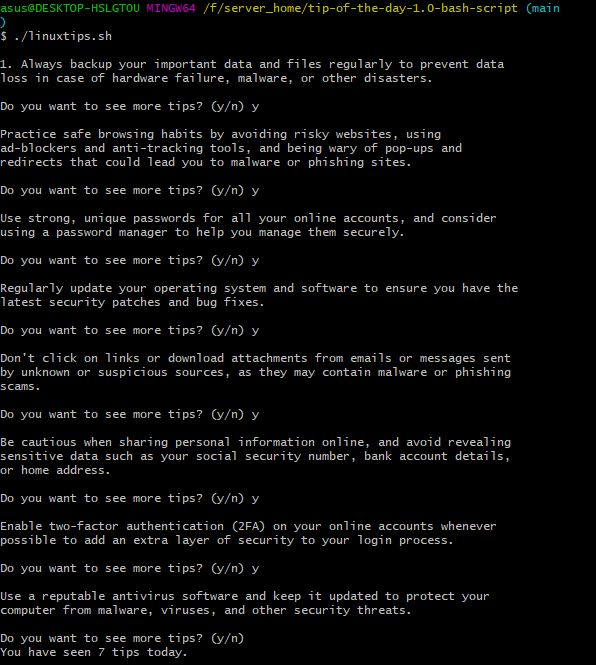 asus@DESKTOP-HSLGTOU MINGW64 /f/server_home/tip-of-the-day-1.0-bash-script (main
)
$ ./linuxtips.sh
1. Always backup your important data and files regularly to prevent data
loss in case of hardware failure, malware, or other disasters.
Do you want to see more tips? (y/n) y
Practice safe browsing habits by avoiding risky websites, using
ad-blockers and anti-tracking tools, and being wary of pop-ups and
redirects that could lead you to malware or phishing sites.
Do you want to see more tips? (y/n) y
Use strong, unique passwords for all your online accounts, and consider
using a password manager to help you manage them securely.
Do you want to see more tips? (y/n) y
Regularly update your operating system and software to ensure you have the
latest security patches and bug fixes.
Do you want to see more tips? (y/n) y
Don't click on links or download attachments from emails or messages sent
by unknown or suspicious sources, as they may contain malware or phishing
scams.
Do you want to see more tips? (y/n) y
Be cautious when sharing personal information online, and avoid revealing
sensitive data such as your social security number, bank account details,
or home address.
Do you want to see more tips? (y/n) y
Enable two-factor authentication (2FA) on your online accounts whenever
possible to add an extra layer of security to your login process.
Do you want to see more tips? (y/n) y
Use a reputable antivirus software and keep it updated to protect your
computer from malware, viruses, and other security threats.
Do you want to see more tips? (y/n)
You have seen 7 tips today.